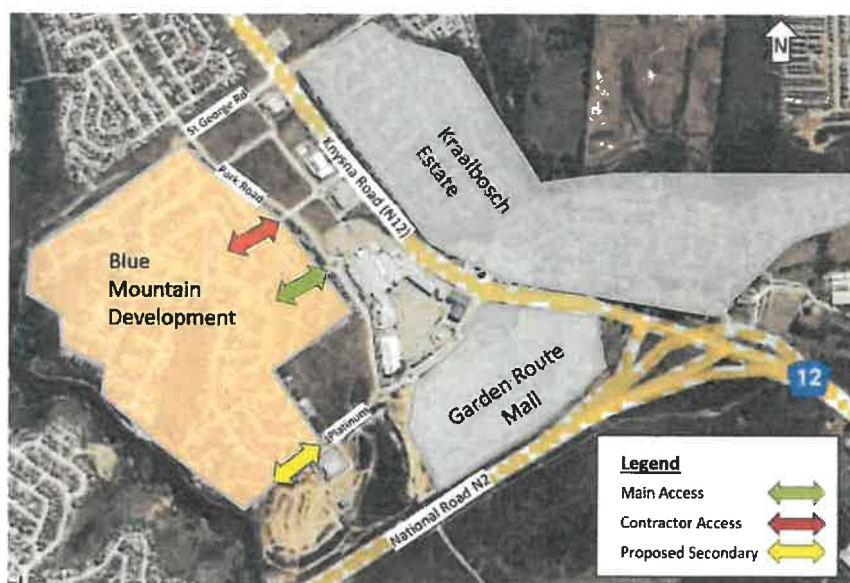 N
St George Rd
Park Road
Knysna Road (N12)
Kraalbosch
Estate
Blue
Mountain
Development
Garden Route
Mall
12
Platinum
National Road N2
Legend
Main Access
Contractor Access
Proposed Secondary